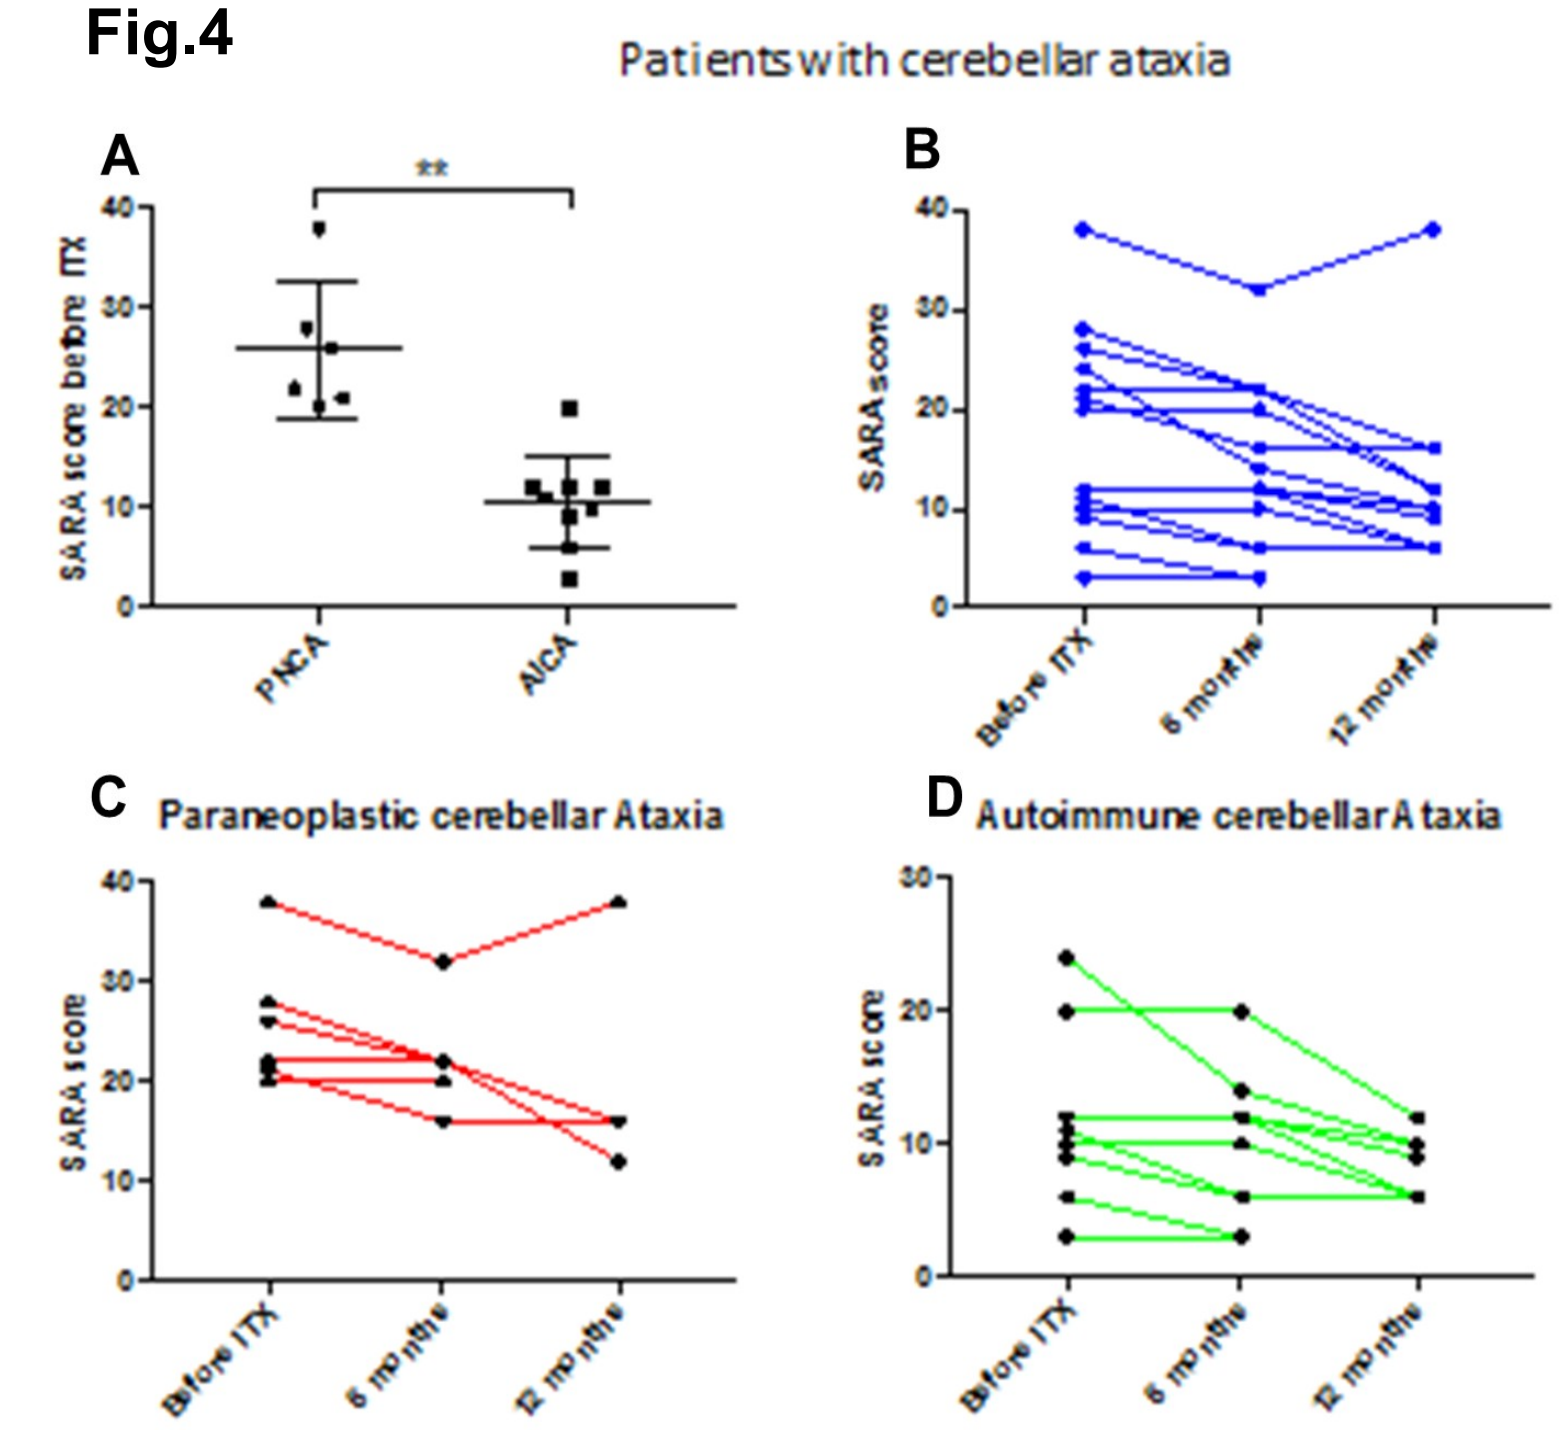 Fig.4
Patients with cerebellar ataxia
A
**
40
30
20
10
0
SARA score before ITX
PNCA
AICA
B
40
30
20
10
0
SARA score
Before ITX
6 months
12 months
C
Paraneoplastic cerebellar Ataxia
40
30
20
10
0
SARA score
Before ITX
6 months
12 months
D
Autoimmune cerebellar Ataxia
30
20
10
0
SARA score
Before ITX
6 months
12 months